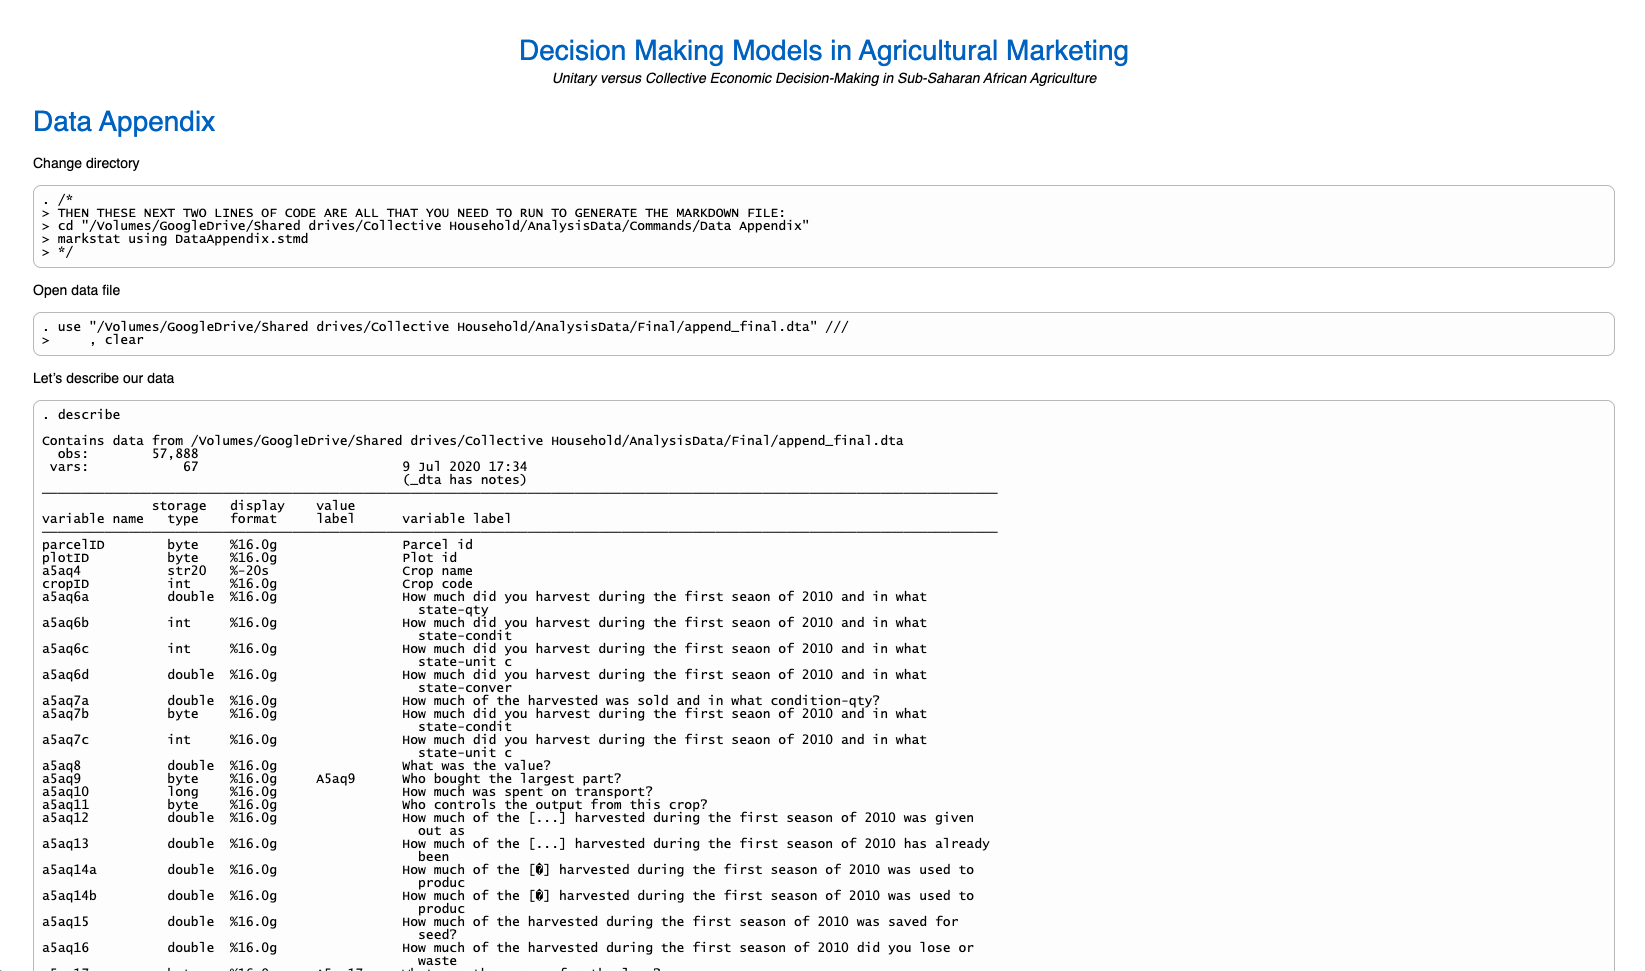 Decision Making Models in Agricultural Marketing
Unitary versus Collective Economic Decision-Making in Sub-Saharan African Agriculture
Data Appendix
Change directory
. /*
> THEN THESE NEXT TWO LINES OF CODE ARE ALL THAT YOU NEED TO RUN TO GENERATE THE MARKDOWN FILE:
> cd "/Volumes/GoogleDrive/Shared drives/Collective Household/AnalysisData/Commands/Data Appendix"
> markstat using DataAppendix.stmd
> */
Open data file
. use "/Volumes/GoogleDrive/Shared drives/Collective Household/AnalysisData/Final/append_final.dta" ///
>     , clear
Let's describe our data
. describe
Contains data from /Volumes/GoogleDrive/Shared drives/Collective Household/AnalysisData/Final/append_final.dta
  obs:        57,888
 vars:            67                          9 Jul 2020 17:34
                                              (_dta has notes)
              storage   display    value
variable name   type    format     label      variable label
parcelID        byte    %16.0g                Parcel id
plotID          byte    %16.0g                Plot id
a5aq4           str20   %-20s                 Crop name
cropID          int     %16.0g                Crop code
a5aq6a          double  %16.0g                How much did you harvest during the first seaon of 2010 and in what
                                                state-qty
a5aq6b          int     %16.0g                How much did you harvest during the first seaon of 2010 and in what
                                                state-condit
a5aq6c          int     %16.0g                How much did you harvest during the first seaon of 2010 and in what
                                                state-unit c
a5aq6d          double  %16.0g                How much did you harvest during the first seaon of 2010 and in what
                                                state-conver
a5aq7a          double  %16.0g                How much of the harvested was sold and in what condition-qty?
a5aq7b          byte    %16.0g                How much did you harvest during the first seaon of 2010 and in what
                                                state-condit
a5aq7c          int     %16.0g                How much did you harvest during the first seaon of 2010 and in what
                                                state-unit c
a5aq8           double  %16.0g                What was the value?
a5aq9           byte    %16.0g     A5aq9      Who bought the largest part?
a5aq10          long    %16.0g                How much was spent on transport?
a5aq11          byte    %16.0g                Who controls the output from this crop?
a5aq12          double  %16.0g                How much of the [...] harvested during the first season of 2010 was given
                                                out as
a5aq13          double  %16.0g                How much of the [...] harvested during the first season of 2010 has already
                                                been
a5aq14a         double  %16.0g                How much of the [�] harvested during the first season of 2010 was used to
                                                produc
a5aq14b         double  %16.0g                How much of the [�] harvested during the first season of 2010 was used to
                                                produc
a5aq15          double  %16.0g                How much of the harvested during the first season of 2010 was saved for
                                                seed?
a5aq16          double  %16.0g                How much of the harvested during the first season of 2010 did you lose or
                                                waste